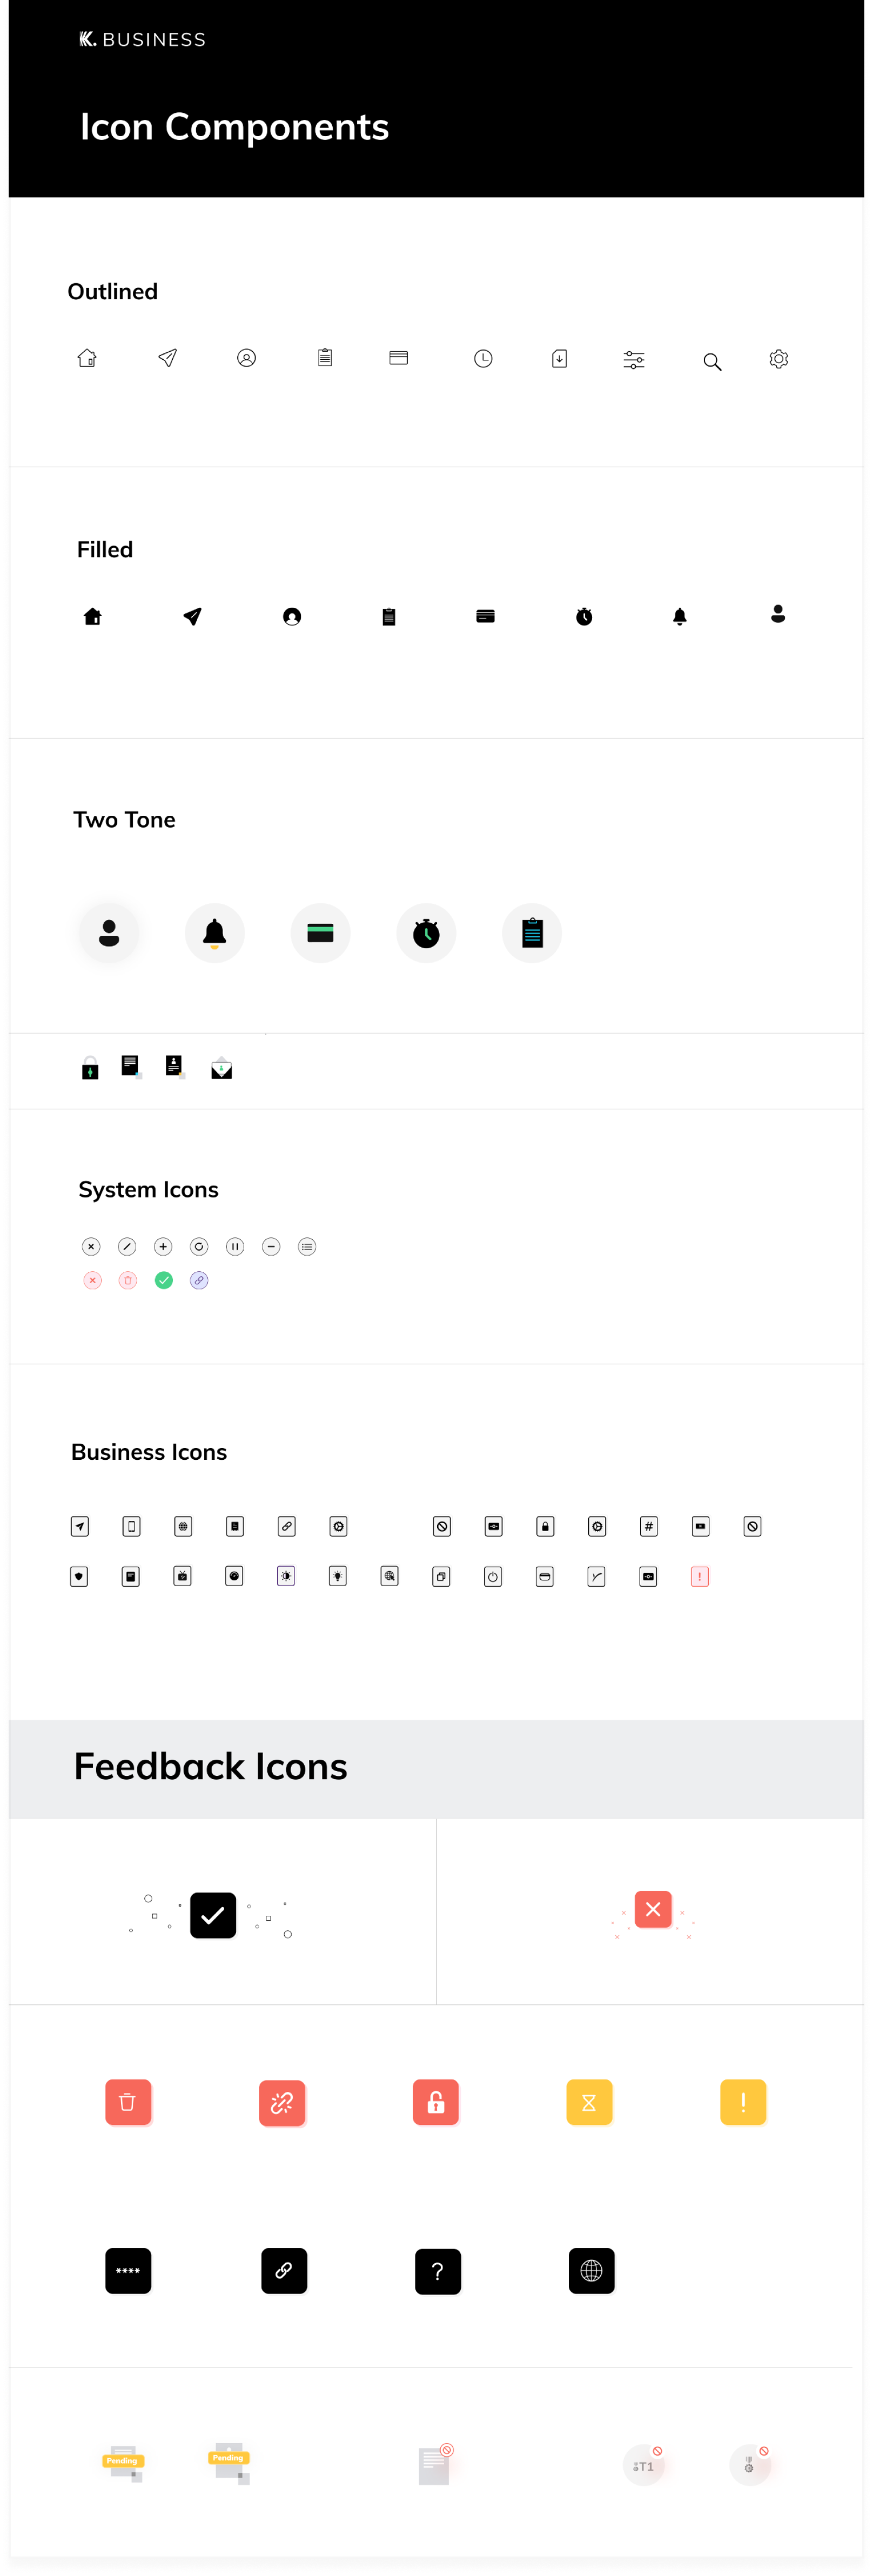 K. BUSINESS
Icon Components
Outlined
Filled
Two Tone
System Icons
Business Icons
#
!
Feedback Icons
!
****
?
Pending
Pending
T1